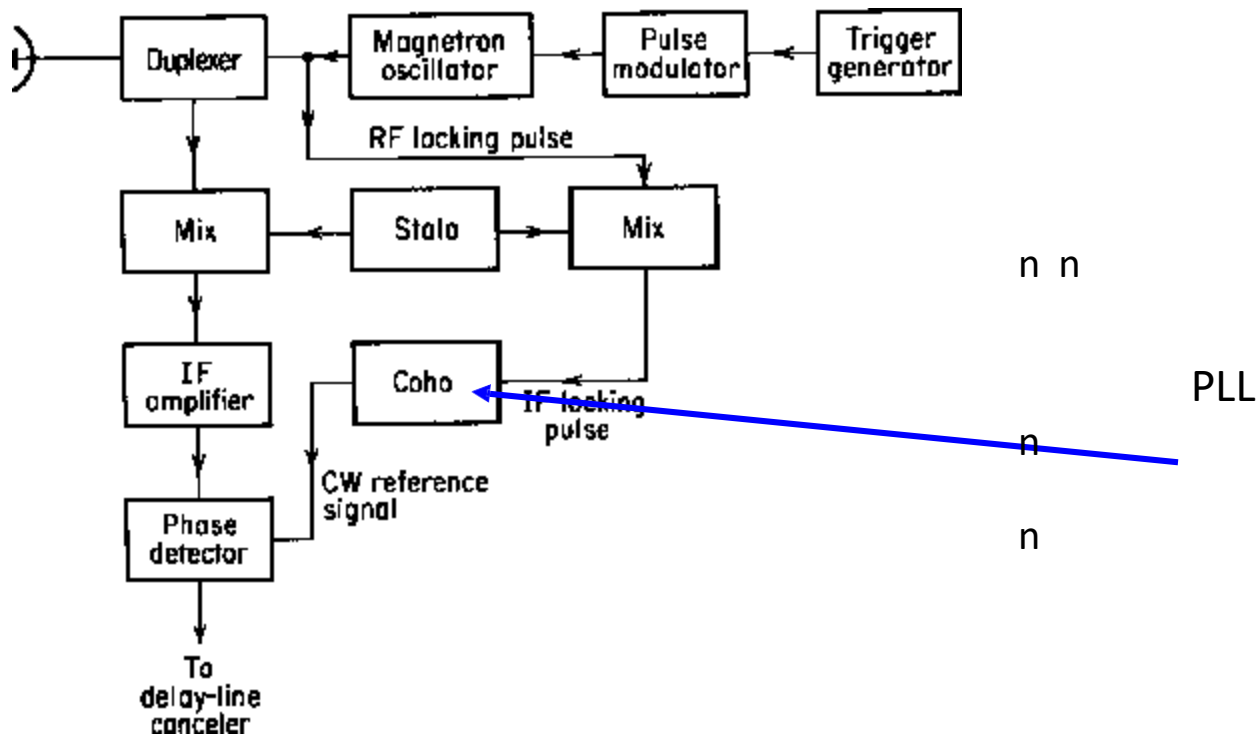 Duplexer
Magnetron
oscillator
Pulse
modulator
Trigger
generator
RF locking pulse
Mix
Stalo
Mix
n n
IF
amplifier
Coho
IF locking
pulse
PLL
n
CW reference
signal
Phase
detector
n
To
delay-line
canceler